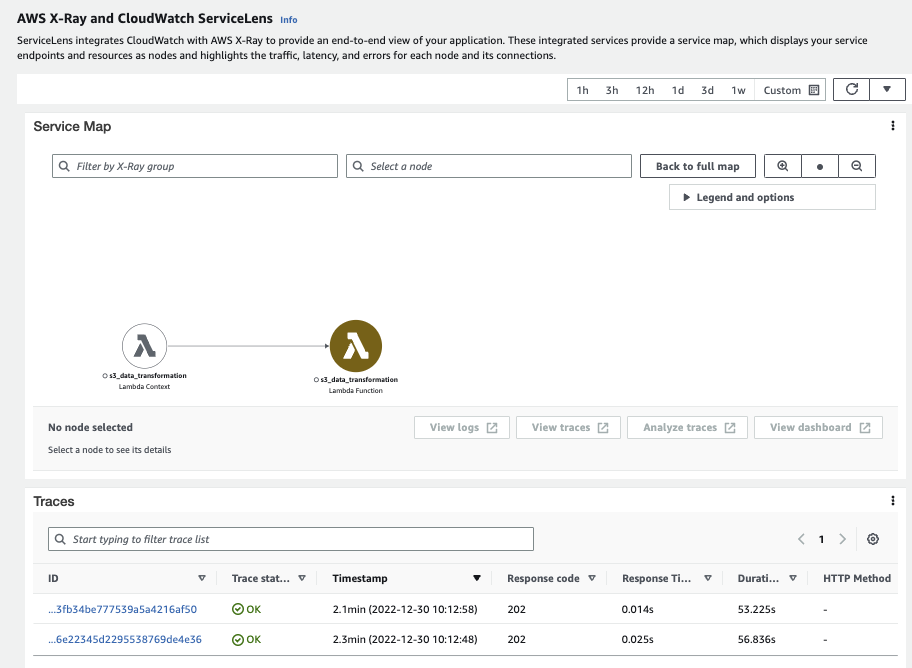 AWS X-Ray and CloudWatch ServiceLens Info
ServiceLens integrates CloudWatch with AWS X-Ray to provide an end-to-end view of your application. These integrated services provide a service map, which displays your service
endpoints and resources as nodes and highlights the traffic, latency, and errors for each node and its connections.
1h 3h 12h 1d 3d 1w Custom
Service Map
Filter by X-Ray group Select a node Back to full map
Legend and options
s3_data_transformation
Lambda Context
s3_data_transformation
Lambda Function
No node selected View logs View traces Analyze traces View dashboard
Select a node to see its details
Traces
Start typing to filter trace list 1
ID Trace stat... Timestamp Response code Response Ti... Durati... HTTP Method
...3fb34be777539a5a4216af50 OK 2.1min (2022-12-30 10:12:58) 202 0.014s 53.225s -
...6e22345d2295538769de4e36 OK 2.3min (2022-12-30 10:12:48) 202 0.025s 56.836s -